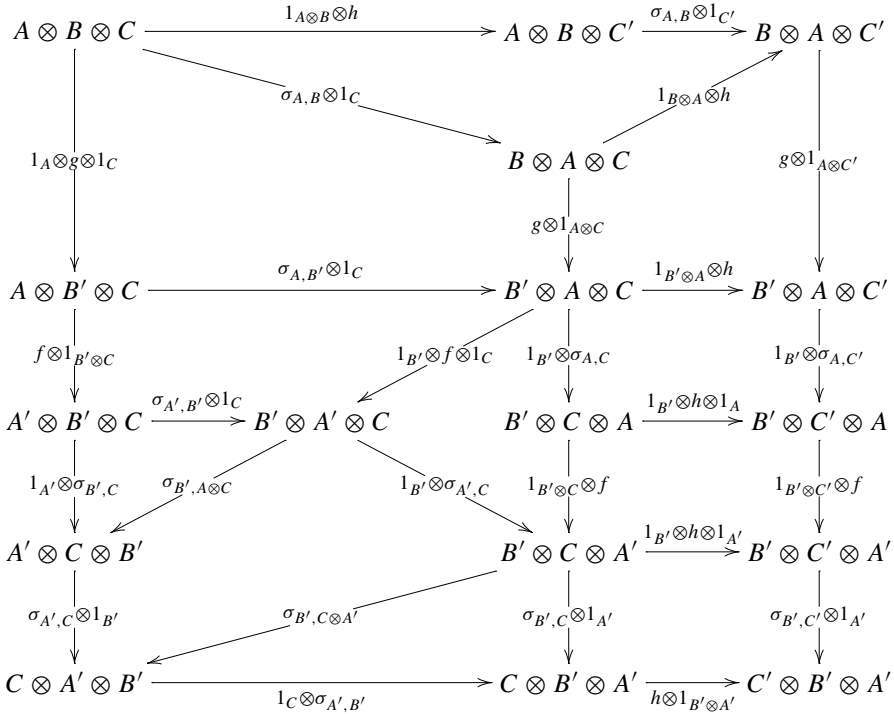 A ⊗ B ⊗ C 1_{A⊗B}⊗h A ⊗ B ⊗ C′ σ_{A,B}⊗1_{C′} B ⊗ A ⊗ C′
σ_{A,B}⊗1_C 1_{B⊗A}⊗h
1_A⊗g⊗1_C B ⊗ A ⊗ C g⊗1_{A⊗C′}
g⊗1_{A⊗C}
A ⊗ B′ ⊗ C σ_{A,B′}⊗1_C B′ ⊗ A ⊗ C 1_{B′⊗A}⊗h B′ ⊗ A ⊗ C′
f⊗1_{B′⊗C} 1_{B′}⊗f⊗1_C 1_{B′}⊗σ_{A,C} 1_{B′}⊗σ_{A,C′}
A′ ⊗ B′ ⊗ C σ_{A′,B′}⊗1_C B′ ⊗ A′ ⊗ C B′ ⊗ C ⊗ A 1_{B′}⊗h⊗1_A B′ ⊗ C′ ⊗ A
1_{A′}⊗σ_{B′,C} σ_{B′,A⊗C} 1_{B′}⊗σ_{A′,C} 1_{B′⊗C}⊗f 1_{B′⊗C′}⊗f
A′ ⊗ C ⊗ B′ B′ ⊗ C ⊗ A′ 1_{B′}⊗h⊗1_{A′} B′ ⊗ C′ ⊗ A′
σ_{A′,C}⊗1_{B′} σ_{B′,C⊗A′} σ_{B′,C}⊗1_{A′} σ_{B′,C′}⊗1_{A′}
C ⊗ A′ ⊗ B′ 1_C⊗σ_{A′,B′} C ⊗ B′ ⊗ A′ h⊗1_{B′⊗A′} C′ ⊗ B′ ⊗ A′